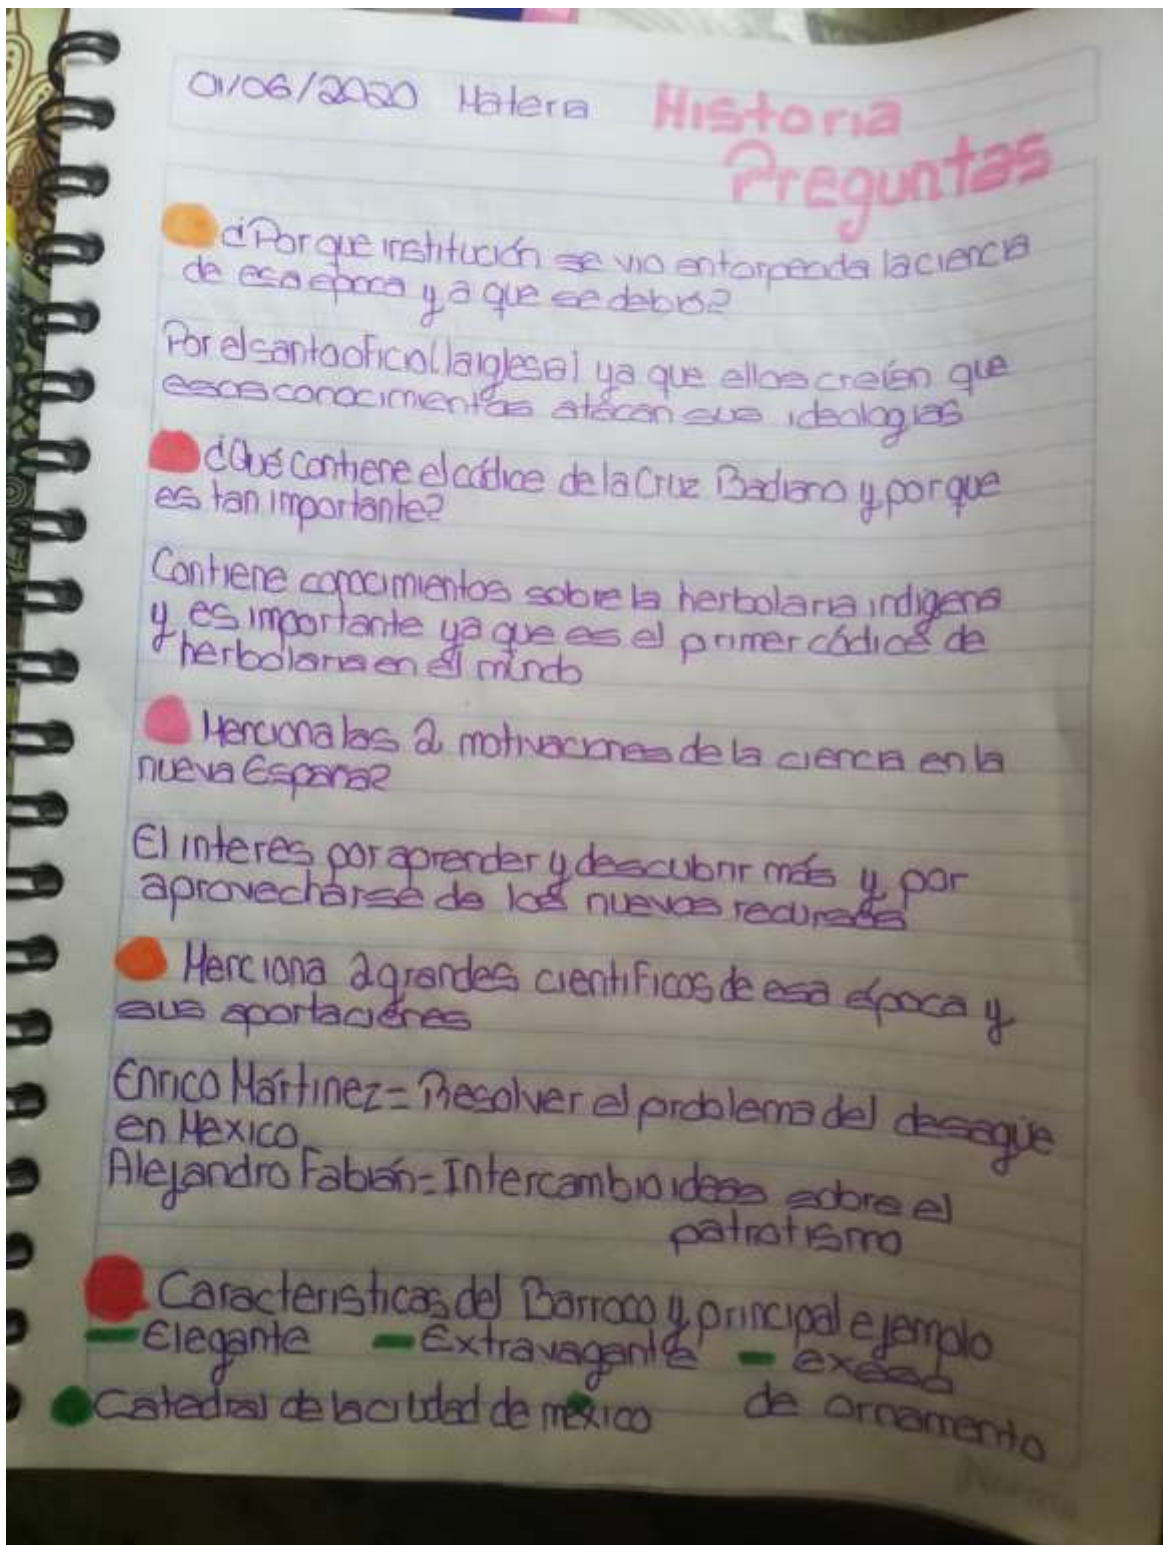 01/06/2020 Materia Historia
Preguntas
¿Por que institución se vio entorpecida la ciencia
de esa epoca y a que se debio?
Por el santo oficio (la iglesia) ya que ellos creían que
esos conocimientos atacan sus ideologias
¿Qué contiene el códice de la Cruz Badiano y por que
es tan importante?
Contiene conocimientos sobre la herbolaria indigena
y es importante ya que es el primer códice de
herbolaria en el mundo
Menciona las 2 motivaciones de la ciencia en la
nueva España?
El interes por aprender y descubrir más y por
aprovecharse de los nuevos recursos
Menciona 2 grandes cientificos de esa época y
sus aportaciones
Enrico Martinez = Resolver el problema del desagüe
en Mexico
Alejandro Fabián = Intercambio ideas sobre el
patriotismo
Caracteristicas del Barroco y principal ejemplo
- Elegante - Extravagante - exceso
de ornamento
Catedral de la ciudad de méxico
Norma